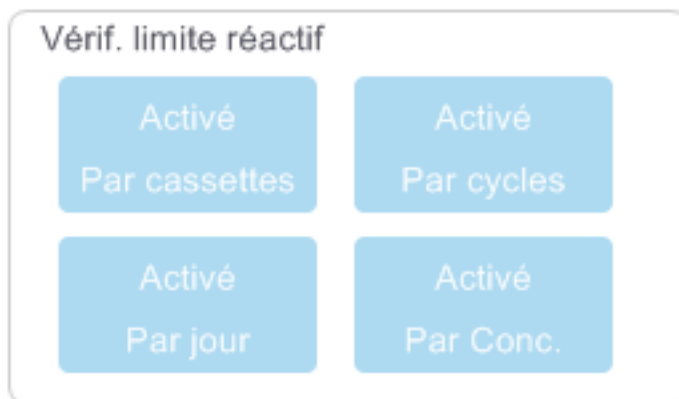 Vérif. limite réactif
Activé
Par cassettes
Activé
Par cycles
Activé
Par jour
Activé
Par Conc.